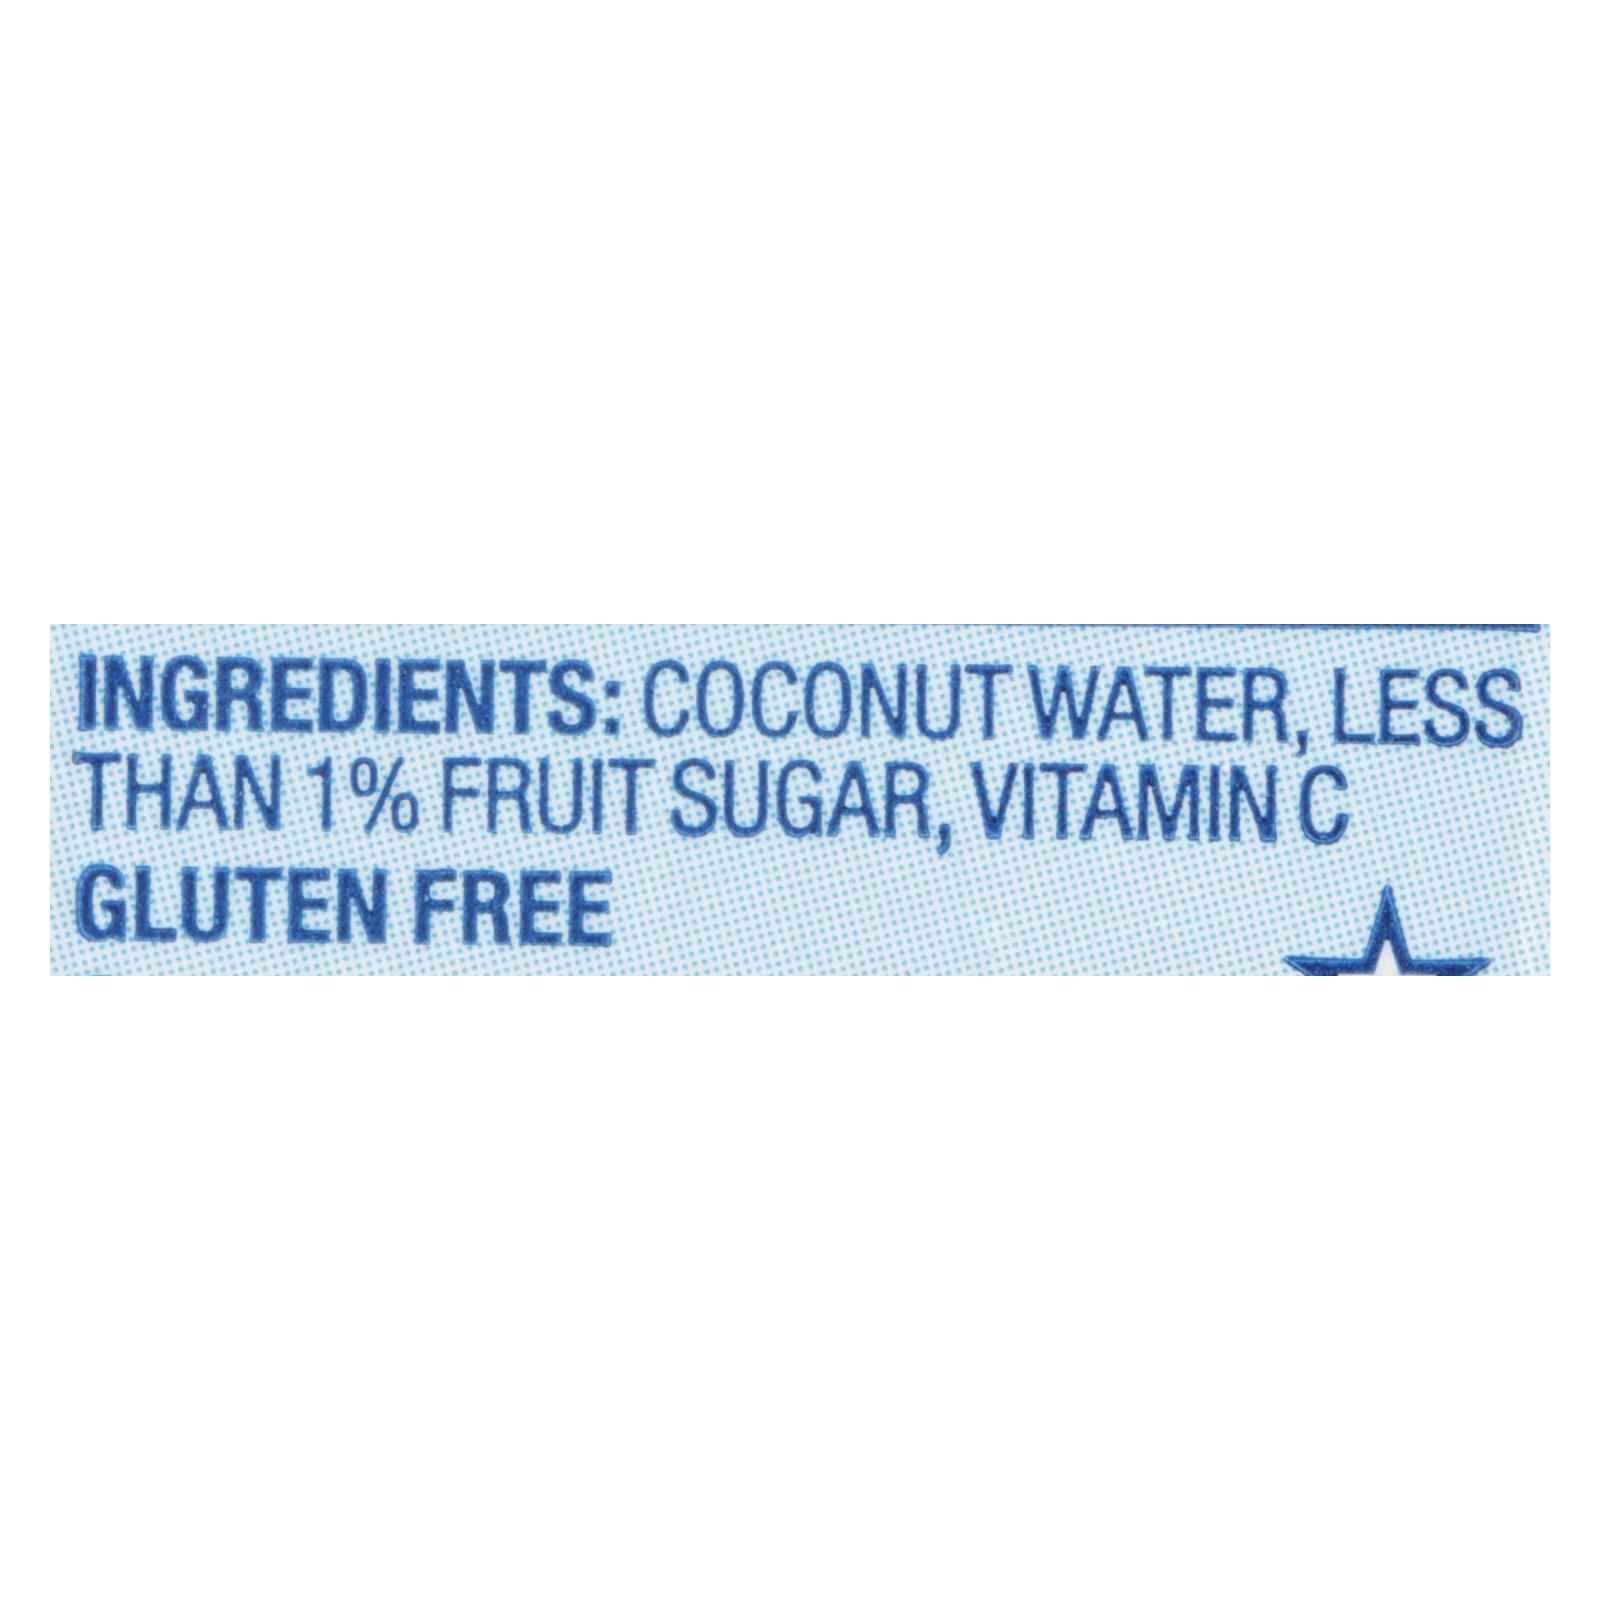 INGREDIENTS: COCONUT WATER, LESS
THAN 1% FRUIT SUGAR, VITAMIN C
GLUTEN FREE